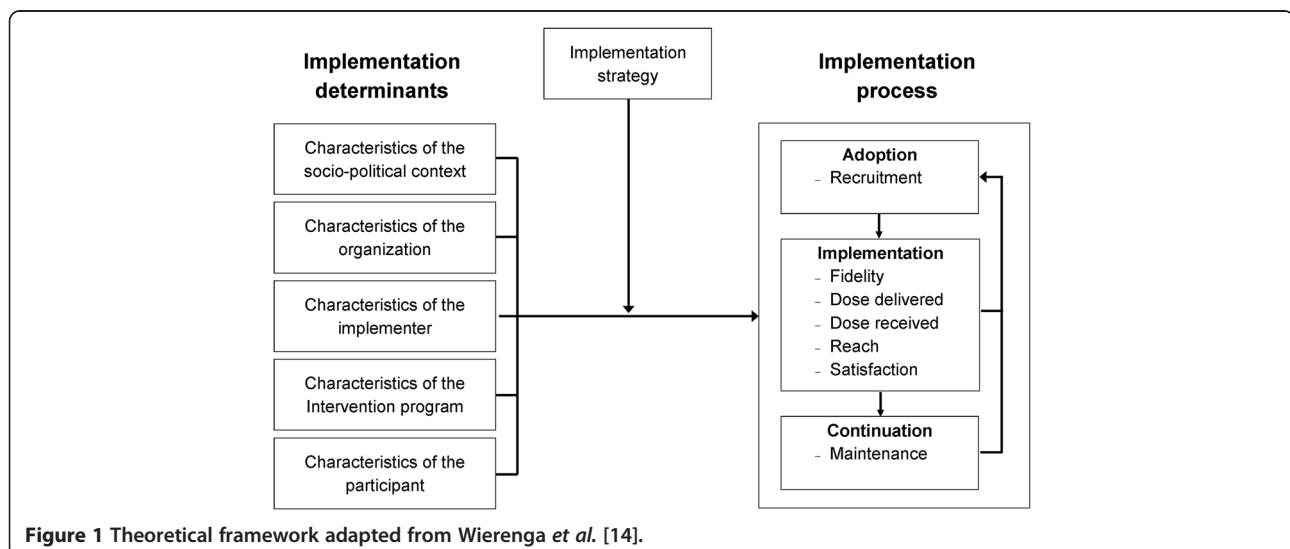 Implementation
determinants
Characteristics of the
socio-political context
Characteristics of the
organization
Characteristics of the
implementer
Characteristics of the
Intervention program
Characteristics of the
participant
Implementation
strategy
Implementation
process
Adoption
– Recruitment
Implementation
– Fidelity
– Dose delivered
– Dose received
– Reach
– Satisfaction
Continuation
– Maintenance
Figure 1 Theoretical framework adapted from Wierenga et al. [14].